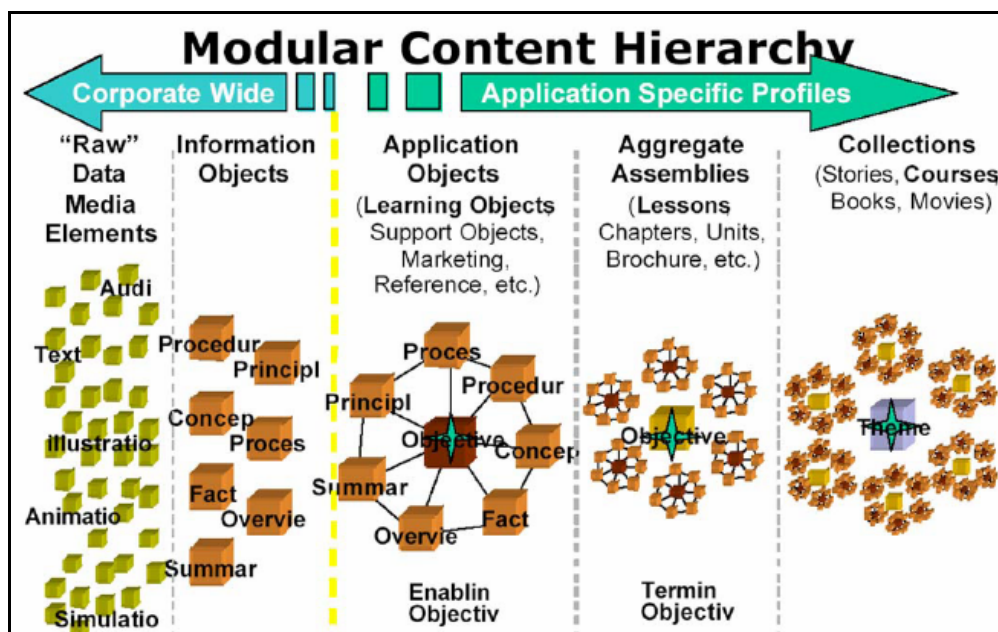 Modular Content Hierarchy
Corporate Wide
Application Specific Profiles
“Raw”
Data
Media
Elements
Information
Objects
Application
Objects
(Learning Objects
Support Objects,
Marketing,
Reference, etc.)
Aggregate
Assemblies
(Lessons,
Chapters, Units,
Brochure, etc.)
Collections
(Stories, Courses,
Books, Movies)
Audi
Text
Illustratio
Animatio
Simulatio
Procedur
Principl
Concep
Proces
Fact
Overvie
Summar
Proces
Procedur
Principl
Objective
Concep
Summar
Fact
Overvie
Enablin
Objectiv
Objective
Termin
Objectiv
Theme